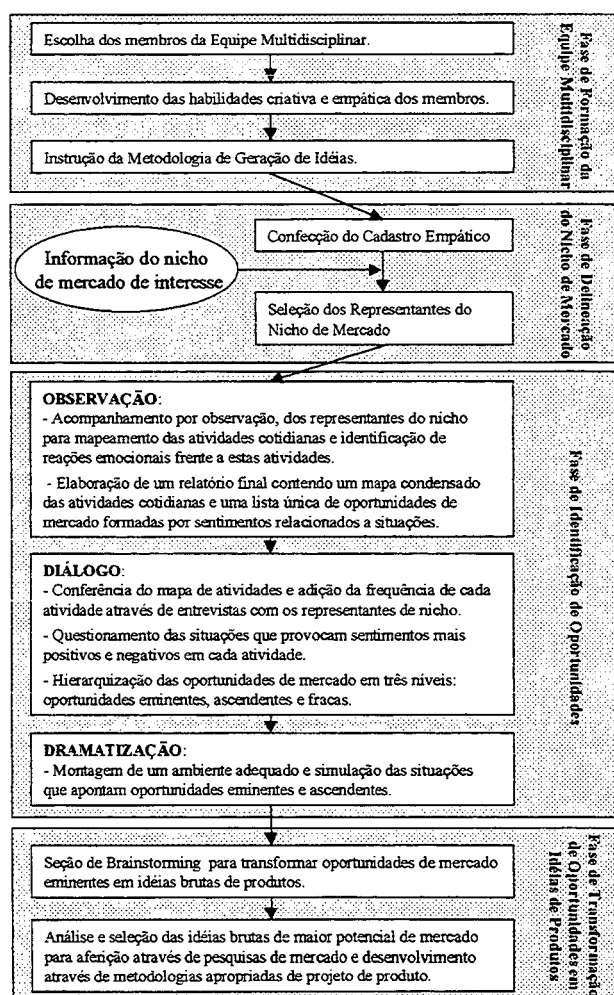 Escolha dos membros da Equipe Multidisciplinar.
Desenvolvimento das habilidades criativa e empática dos membros.
Instrução da Metodologia de Geração de Idéias.
Fase de Formação da
Equipe Multidisciplinar
Confecção do Cadastro Empático
Informação do nicho
de mercado de interesse
Seleção dos Representantes do
Nicho de Mercado
Fase de Delineação
do Nicho de Mercado
OBSERVAÇÃO:
- Acompanhamento por observação, dos representantes do nicho
para mapeamento das atividades cotidianas e identificação de
reações emocionais frente a estas atividades.
- Elaboração de um relatório final contendo um mapa condensado
das atividades cotidianas e uma lista única de oportunidades de
mercado formadas por sentimentos relacionados a situações.
DIÁLOGO:
- Conferência do mapa de atividades e adição da frequência de cada
atividade através de entrevistas com os representantes de nicho.
- Questionamento das situações que provocam sentimentos mais
positivos e negativos em cada atividade.
- Hierarquização das oportunidades de mercado em três níveis:
oportunidades eminentes, ascendentes e fracas.
DRAMATIZAÇÃO:
- Montagem de um ambiente adequado e simulação das situações
que apontam oportunidades eminentes e ascendentes.
Fase de Identificação de Oportunidades
Seção de Brainstorming para transformar oportunidades de mercado
eminentes em idéias brutas de produtos.
Análise e seleção das idéias brutas de maior potencial de mercado
para aferição através de pesquisas de mercado e desenvolvimento
através de metodologias apropriadas de projeto de produto.
Fase de Transformação
de Oportunidades em
Idéias de Produtos